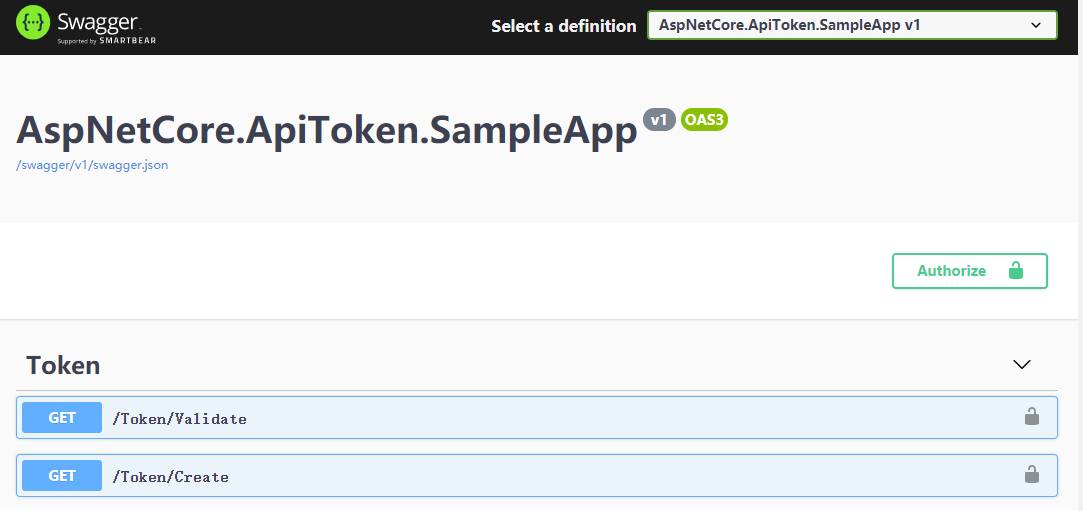 {···} Swagger.
Supported by SMARTBEAR
Select a definition
AspNetCore.ApiToken.SampleApp v1
AspNetCore.ApiToken.SampleApp v1 OAS3
/swagger/v1/swagger.json
Authorize
Token
GET /Token/Validate
GET /Token/Create